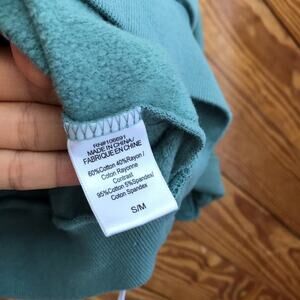 RN#106691
MADE IN CHINA/
FABRIQUE EN CHINE
60%Cotton 40%Rayon/
Coton Rayonne
Contrast
95%Cotton 5%Spandex/
Coton Spandex
S/M